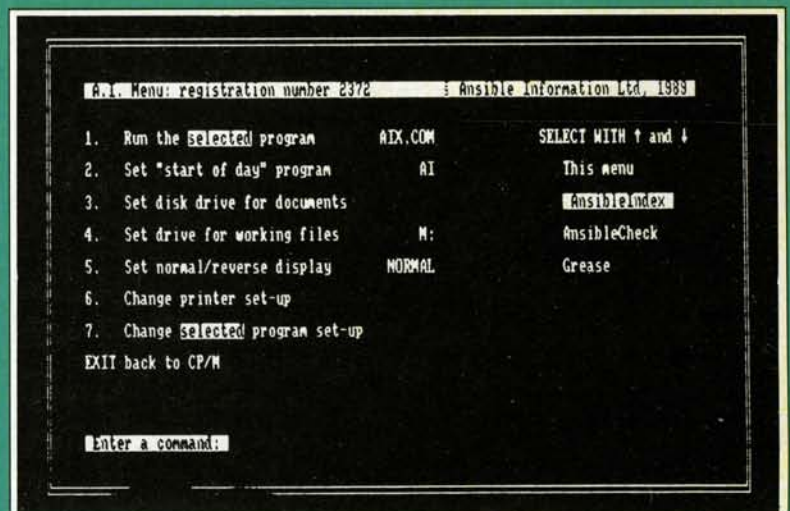 A.I. Menu: registration number 2372 Ansible Information Ltd, 1989
1. Run the selected program AIX.COM SELECT WITH ↑ and ↓
2. Set "start of day" program AI This menu
3. Set disk drive for documents AnsibleIndex
4. Set drive for working files M: AnsibleCheck
5. Set normal/reverse display NORMAL Grease
6. Change printer set-up
7. Change selected program set-up
EXIT back to CP/M
Enter a command: